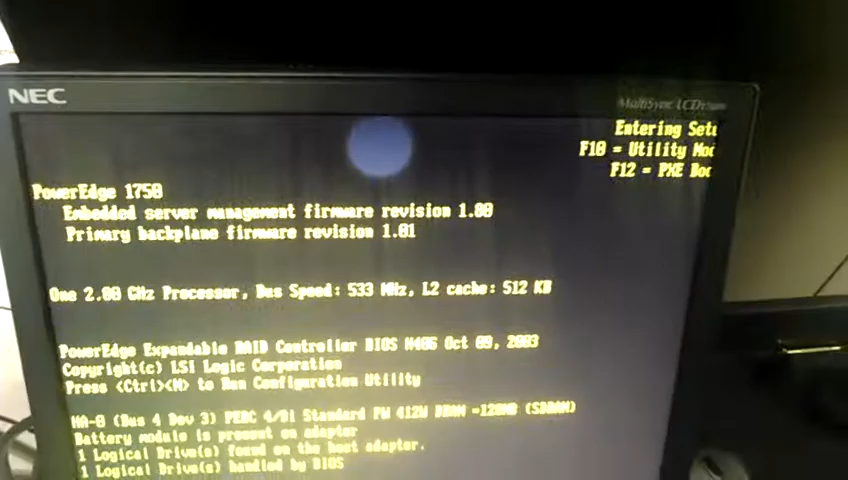 NEC
MultiSync LCD
Entering Setu
F10 = Utility Mod
F12 = PXE Boo
PowerEdge 1750
Embedded server management firmware revision 1.00
Primary backplane firmware revision 1.01
One 2.80 GHz Processor, Bus Speed: 533 MHz, L2 cache: 512 KB
PowerEdge Expandable RAID Controller BIOS H406 Oct 09, 2003
Copyright(c) LSI Logic Corporation
Press <Ctrl><M> to Run Configuration Utility
HA-0 (Bus 4 Dev 3) PERC 4/Di Standard FW 412W DRAM =128MB (SDRAM)
Battery module is present on adapter
1 Logical Drive(s) found on the host adapter.
1 Logical Drive(s) handled by BIOS